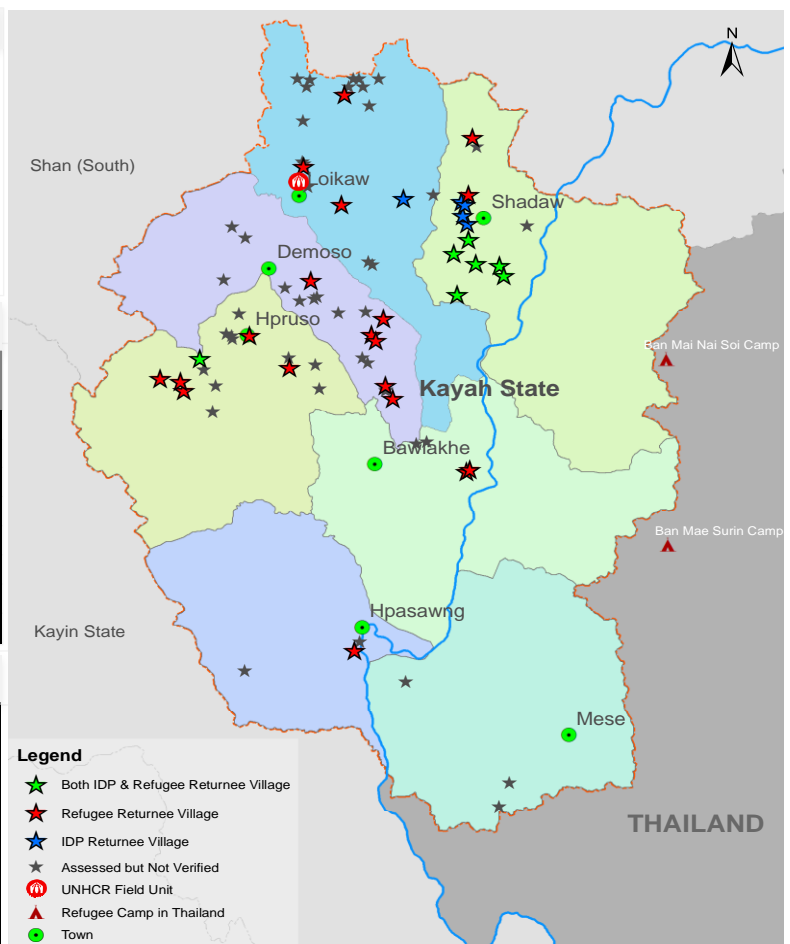 N
Shan (South)
Loikaw
Shadaw
Demoso
Hpruso
Ban Mai Nai Soi Camp
Kayah State
Bawlakhe
Ban Mae Surin Camp
Hpasawng
Kayin State
Mese
THAILAND
Legend
Both IDP & Refugee Returnee Village
Refugee Returnee Village
IDP Returnee Village
Assessed but Not Verified
UNHCR Field Unit
Refugee Camp in Thailand
Town